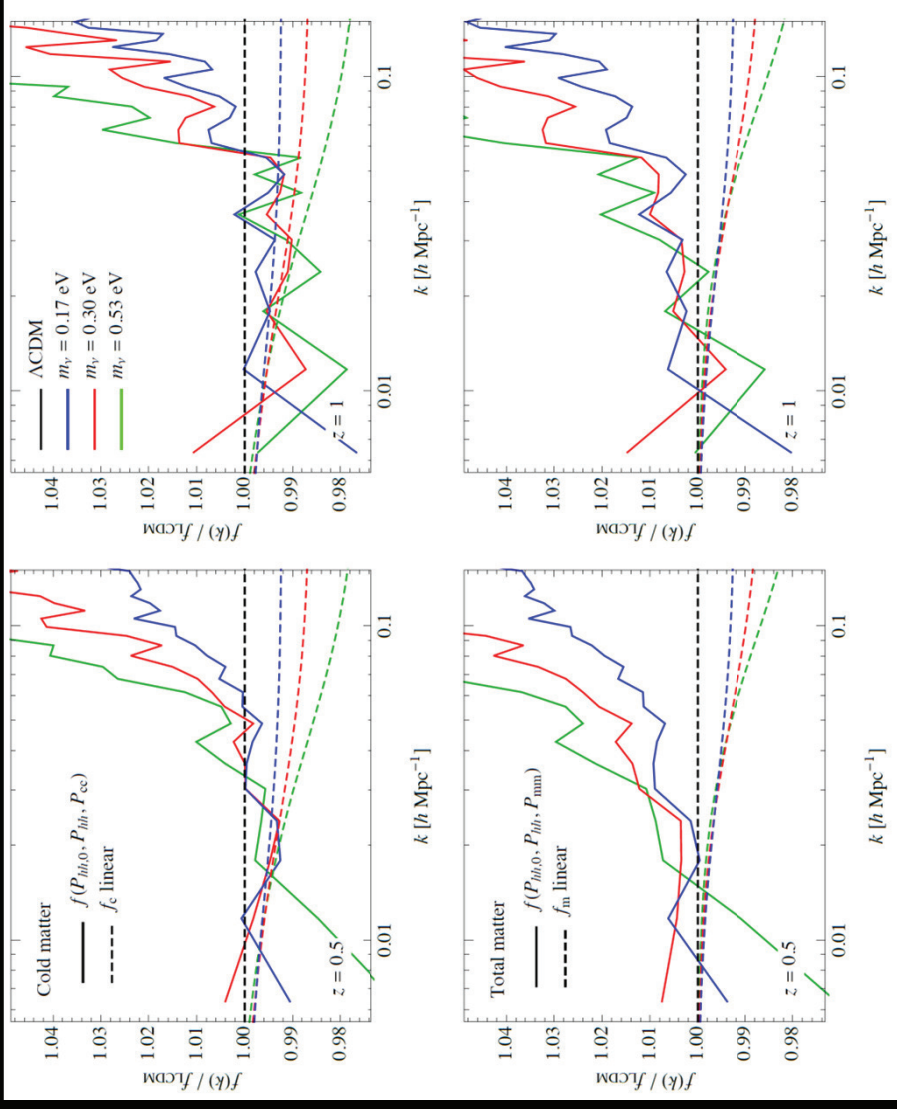 Cold matter
f(P_{hh,0}, P_{hh}, P_{cc})
f_c linear
z = 0.5
1.04
1.03
1.02
1.01
1.00
0.99
0.98
f(k) / f_{LCDM}
0.01
0.1
k [h Mpc⁻¹]
ΛCDM
m_ν = 0.17 eV
m_ν = 0.30 eV
m_ν = 0.53 eV
z = 1
1.04
1.03
1.02
1.01
1.00
0.99
0.98
f(k) / f_{LCDM}
0.01
0.1
k [h Mpc⁻¹]
Total matter
f(P_{hh,0}, P_{hh}, P_{mm})
f_m linear
z = 0.5
1.04
1.03
1.02
1.01
1.00
0.99
0.98
f(k) / f_{LCDM}
0.01
0.1
k [h Mpc⁻¹]
z = 1
1.04
1.03
1.02
1.01
1.00
0.99
0.98
f(k) / f_{LCDM}
0.01
0.1
k [h Mpc⁻¹]